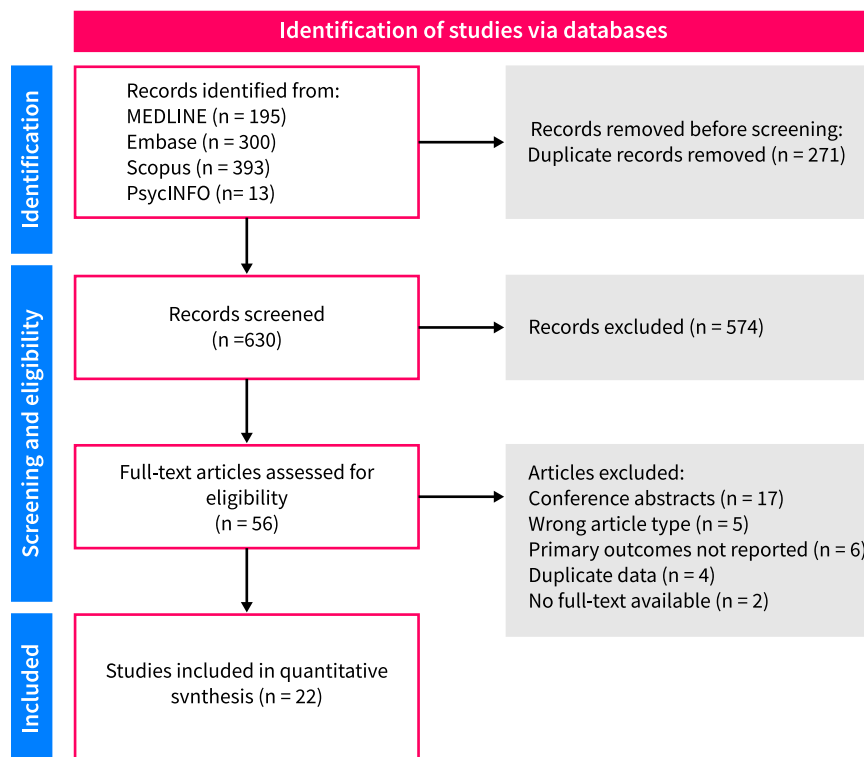 Identification of studies via databases
Identification
Records identified from:
MEDLINE (n = 195)
Embase (n = 300)
Scopus (n = 393)
PsycINFO (n= 13)
Records removed before screening:
Duplicate records removed (n = 271)
Screening and eligibility
Records screened
(n =630)
Records excluded (n = 574)
Full-text articles assessed for
eligibility
(n = 56)
Articles excluded:
Conference abstracts (n = 17)
Wrong article type (n = 5)
Primary outcomes not reported (n = 6)
Duplicate data (n = 4)
No full-text available (n = 2)
Included
Studies included in quantitative
synthesis (n = 22)